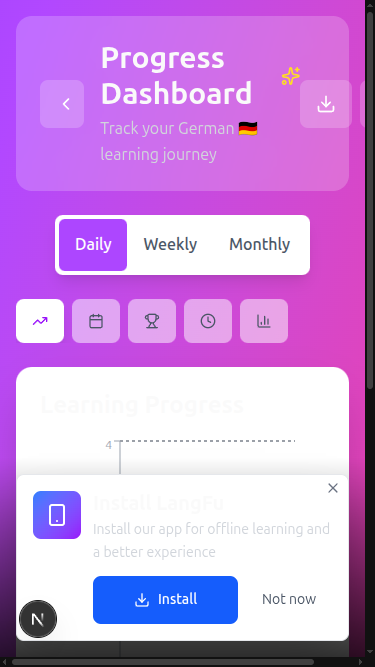 Progress
Dashboard
Track your German 🇩🇪
learning journey
Daily
Weekly
Monthly
Learning Progress
4
Install LangFu
Install our app for offline learning and
a better experience
Install
Not now
N